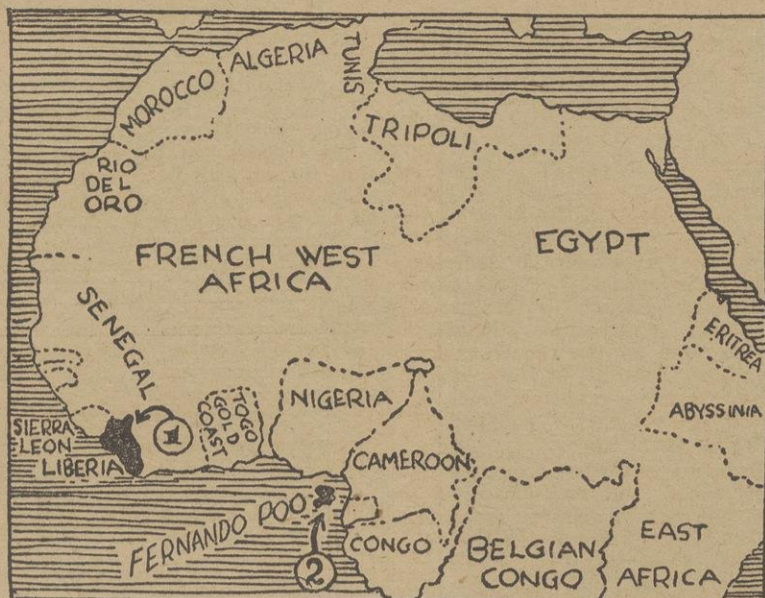 MOROCCO
ALGERIA
TUNIS
TRIPOLI
RIO
DEL
ORO
FRENCH WEST
AFRICA
EGYPT
SENEGAL
ERITREA
ABYSSINIA
NIGERIA
TOGO
GOLD
COAST
1
SIERRA
LEON
LIBERIA
CAMEROON
FERNANDO POO
2
CONGO
BELGIAN
CONGO
EAST
AFRICA